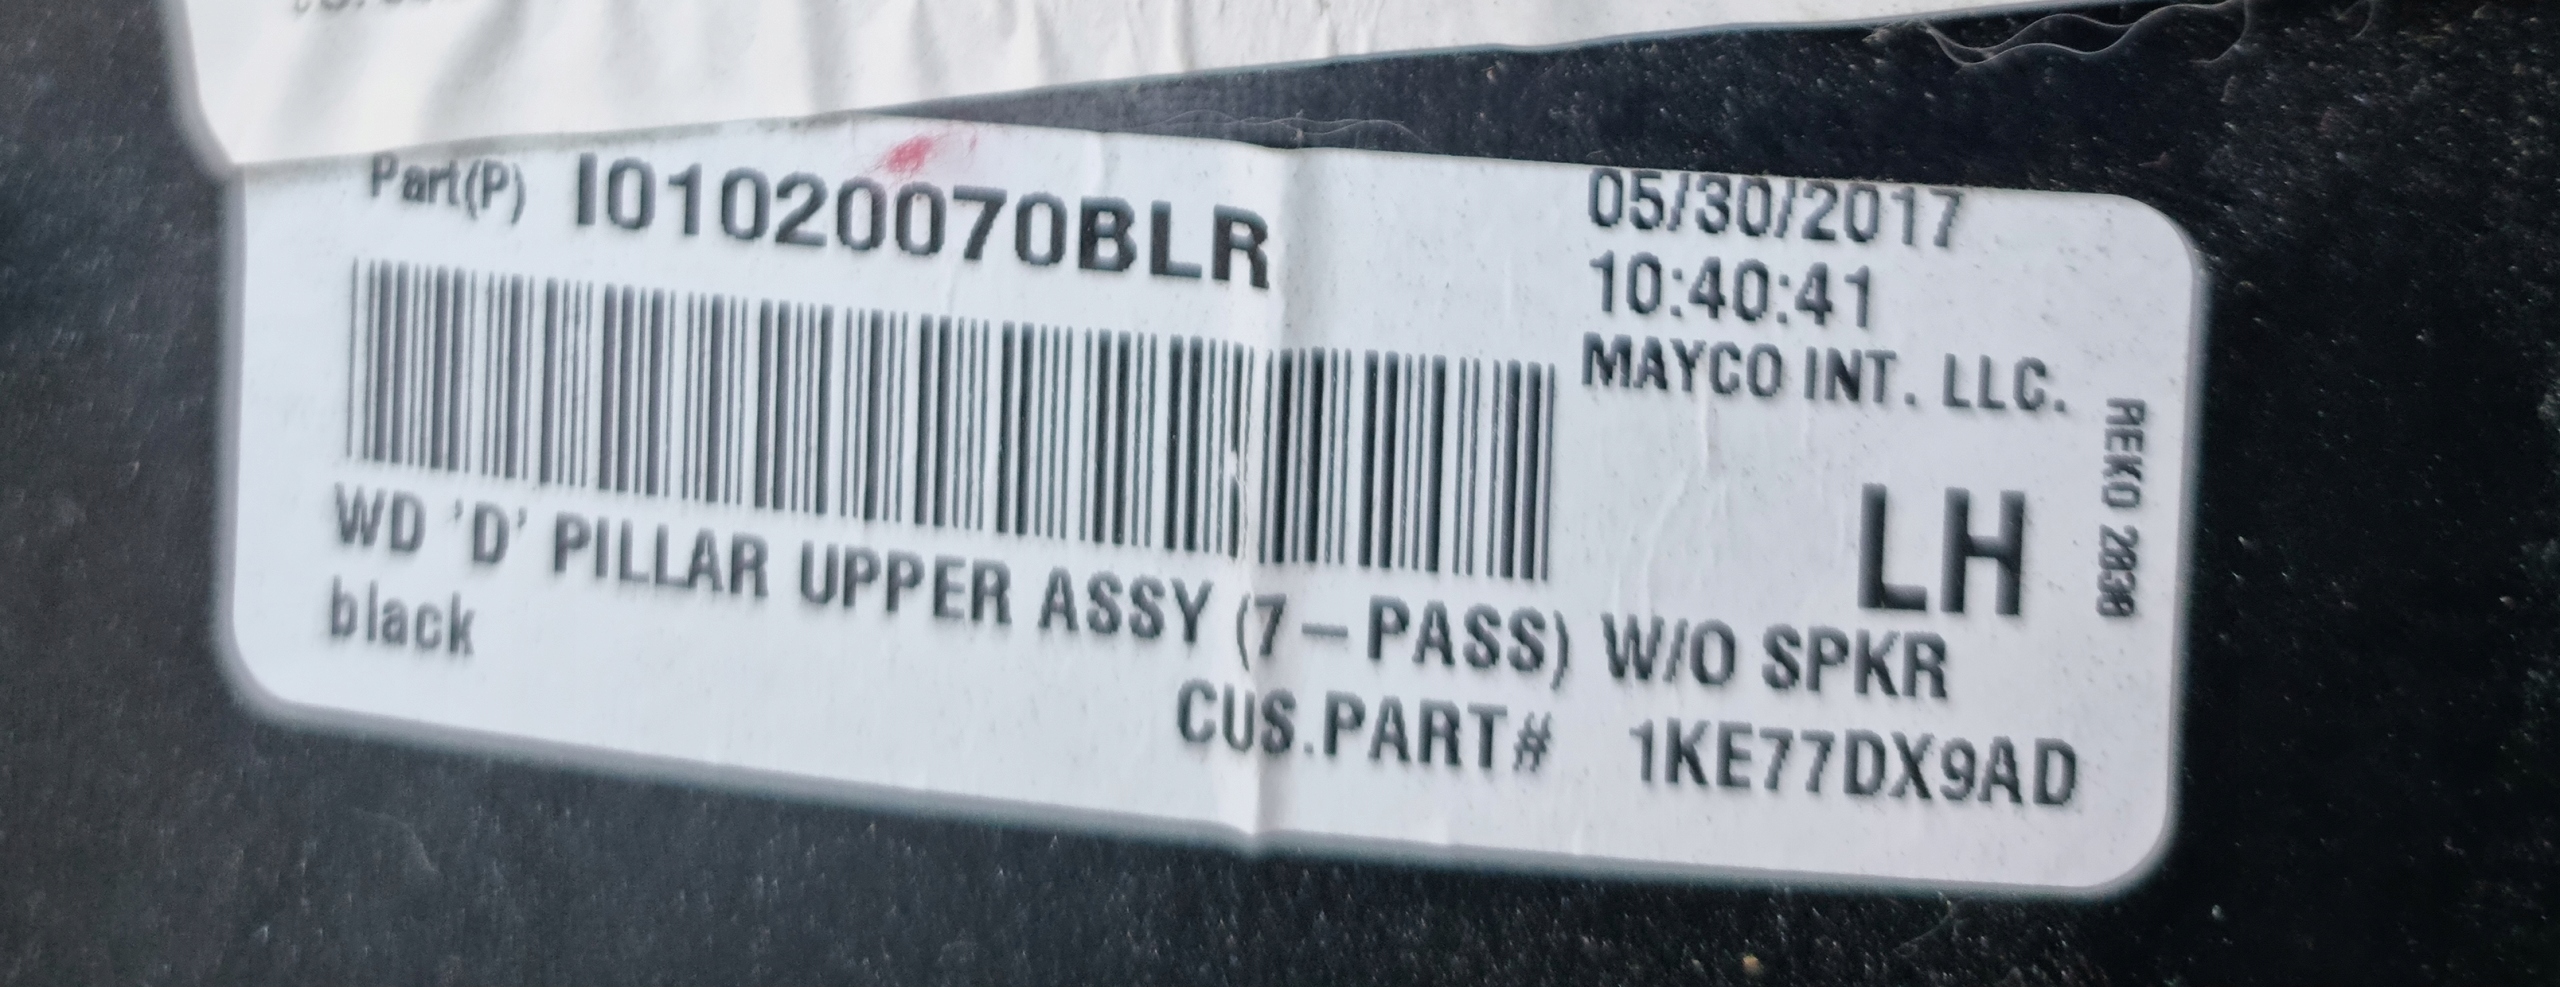 Part(P) I01020070BLR
05/30/2017
10:40:41
MAYCO INT. LLC.
LH
REKO 2838
WD 'D' PILLAR UPPER ASSY (7-PASS) W/O SPKR
black
CUS.PART# 1KE77DX9AD